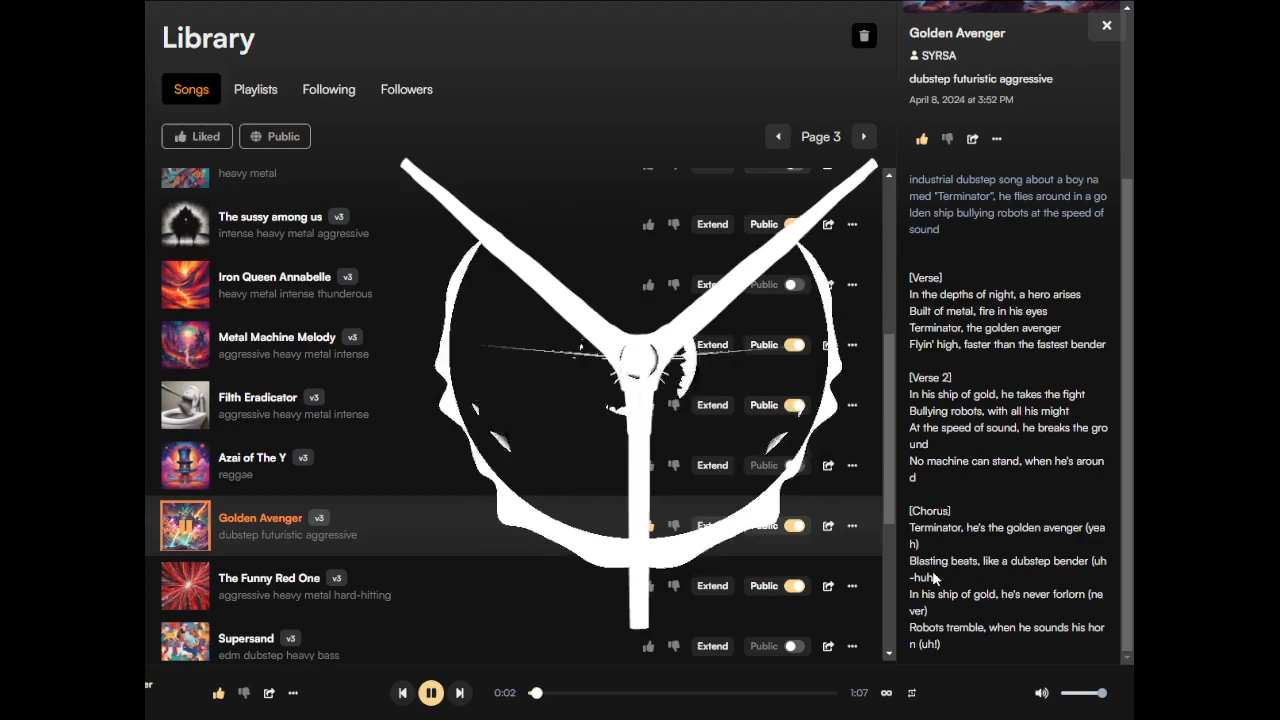 Library
Songs
Playlists
Following
Followers
Liked
Public
Page 3
heavy metal
The sussy among us v3
intense heavy metal aggressive
Extend
Public
Iron Queen Annabelle v3
heavy metal intense thunderous
Public
Metal Machine Melody v3
aggressive heavy metal intense
Extend
Public
Filth Eradicator v3
aggressive heavy metal intense
Extend
Public
Azai of The Y v3
reggae
Extend
Public
Golden Avenger v3
dubstep futuristic aggressive
Public
The Funny Red One v3
aggressive heavy metal hard-hitting
Extend
Public
Supersand v3
edm dubstep heavy bass
Extend
Public
Golden Avenger
SYRSA
dubstep futuristic aggressive
April 8, 2024 at 3:52 PM
industrial dubstep song about a boy na
med "Terminator", he flies around in a go
lden ship bullying robots at the speed of
sound
[Verse]
In the depths of night, a hero arises
Built of metal, fire in his eyes
Terminator, the golden avenger
Flyin' high, faster than the fastest bender
[Verse 2]
In his ship of gold, he takes the fight
Bullying robots, with all his might
At the speed of sound, he breaks the gro
und
No machine can stand, when he's aroun
d
[Chorus]
Terminator, he's the golden avenger (yea
h)
Blasting beats, like a dubstep bender (uh
-huh)
In his ship of gold, he's never forlorn (ne
ver)
Robots tremble, when he sounds his hor
n (uh!)
er
0:02
1:07